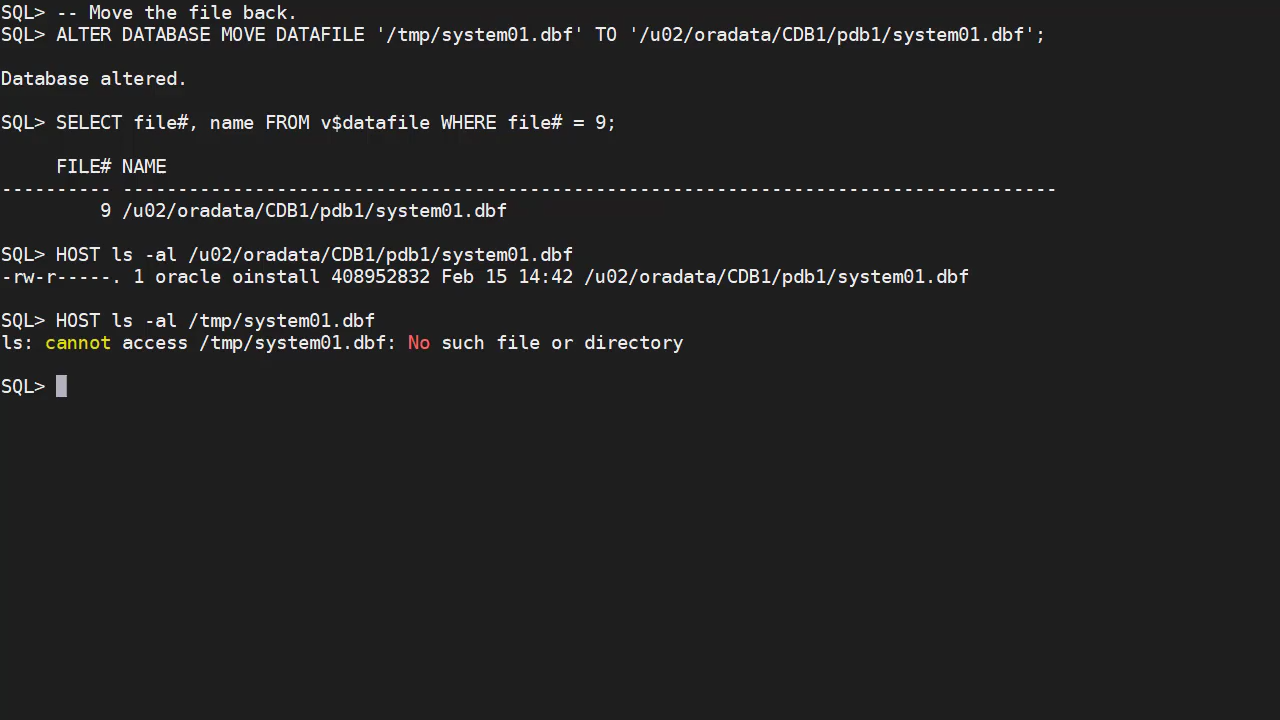 SQL> -- Move the file back.
SQL> ALTER DATABASE MOVE DATAFILE '/tmp/system01.dbf' TO '/u02/oradata/CDB1/pdb1/system01.dbf';
Database altered.
SQL> SELECT file#, name FROM v$datafile WHERE file# = 9;
     FILE# NAME
---------- -------------------------------------------------------------------------------------
         9 /u02/oradata/CDB1/pdb1/system01.dbf
SQL> HOST ls -al /u02/oradata/CDB1/pdb1/system01.dbf
-rw-r-----. 1 oracle oinstall 408952832 Feb 15 14:42 /u02/oradata/CDB1/pdb1/system01.dbf
SQL> HOST ls -al /tmp/system01.dbf
ls: cannot access /tmp/system01.dbf: No such file or directory
SQL>